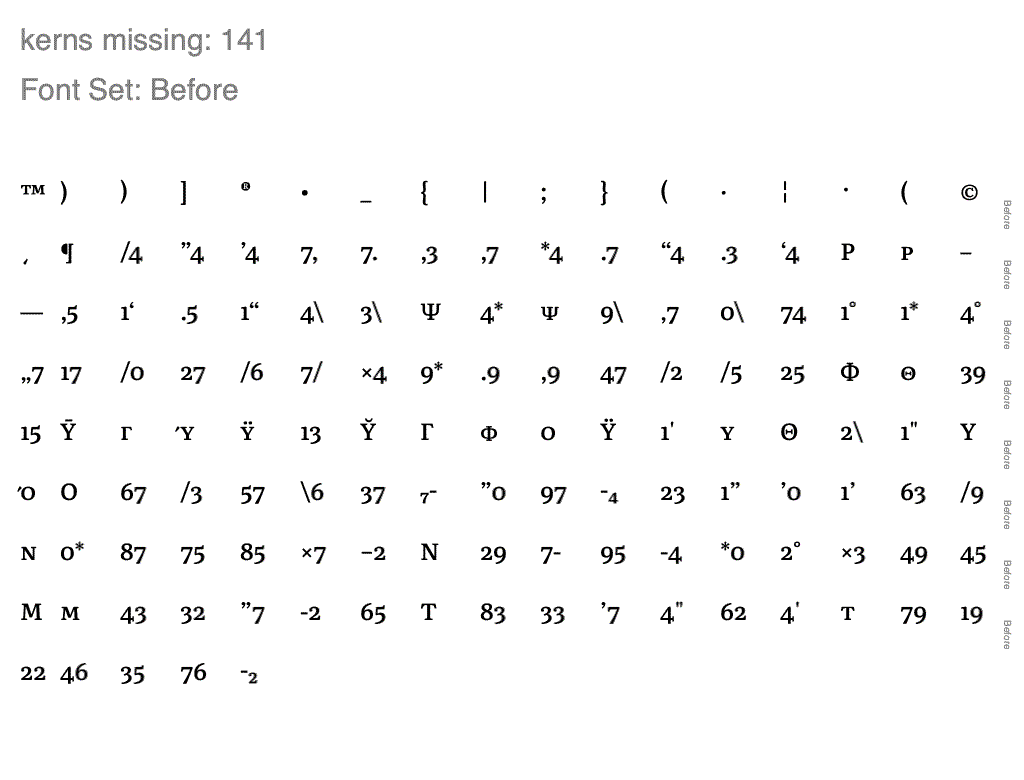 kerns missing: 141
Font Set: Before
™ ) ) ] ® • _ { | ; } ( · ¦ · ( ©
Before
͵ ¶ /4 ”4 ’4 7, 7. ,3 ,7 *4 .7 “4 .3 ‘4 Ρ ᴩ –
Before
— ,5 1‘ .5 1“ 4\ 3\ Ψ 4* ᴪ 9\ ,7 0\ 74 1° 1* 4°
Before
„7 17 /0 27 /6 7/ ×4 9* .9 ,9 47 /2 /5 25 Φ θ 39
Before
15 Ῡ ᴦ ΎΥ Ϋ 13 Ῠ Γ φ ο Ϋ 1' ʏ Θ 2\ 1" Υ
Before
Ό Ο 67 /3 57 \6 37 ₇- ”0 97 -₄ 23 1” ’0 1’ 63 /9
Before
ɴ 0* 87 75 85 ×7 –2 Ν 29 7- 95 -4 *0 2° ×3 49 45
Before
Μ ᴍ 43 32 ”7 -2 65 Τ 83 33 ’7 4" 62 4' ᴛ 79 19
Before
22 46 35 76 -₂